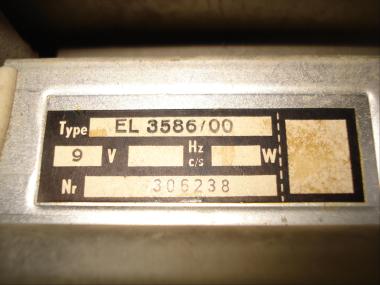 Type EL 3586/00
9 V Hz c/s W
Nr 306238